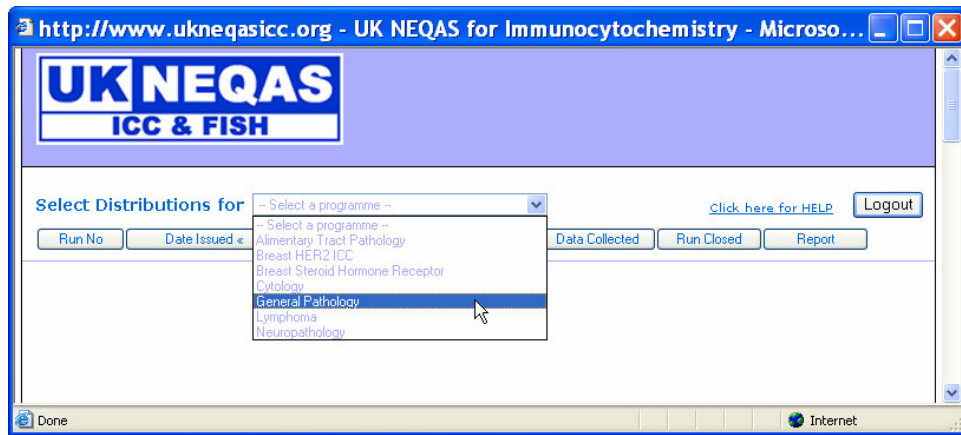 http://www.ukneqasicc.org - UK NEQAS for Immunocytochemistry - Microso...
UK NEQAS
ICC & FISH
Select Distributions for -- Select a programme -- Click here for HELP Logout
Run No Date Issued « Data Collected Run Closed Report
-- Select a programme --
Alimentary Tract Pathology
Breast HER2 ICC
Breast Steroid Hormone Receptor
Cytology
General Pathology
Lymphoma
Neuropathology
Done Internet